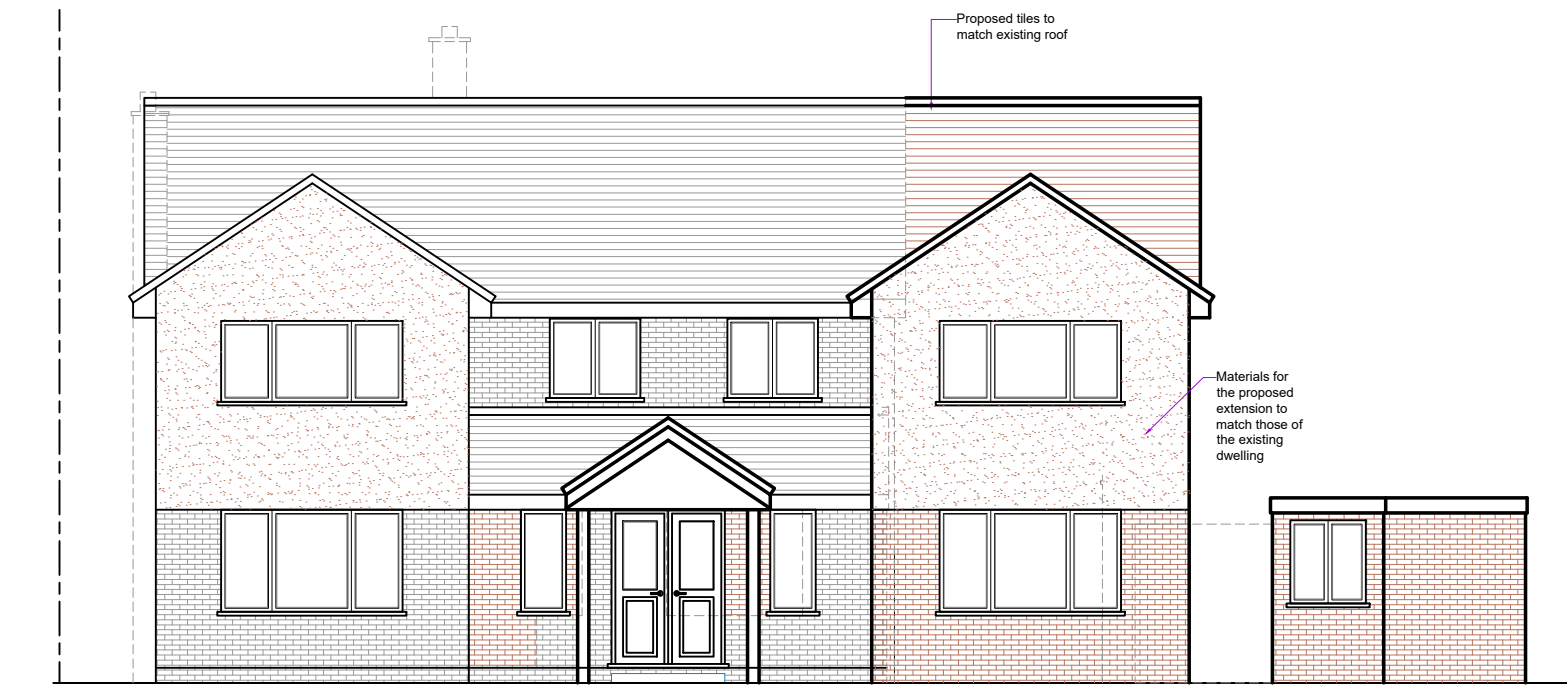 Proposed tiles to
match existing roof
Materials for
the proposed
extension to
match those of
the existing
dwelling